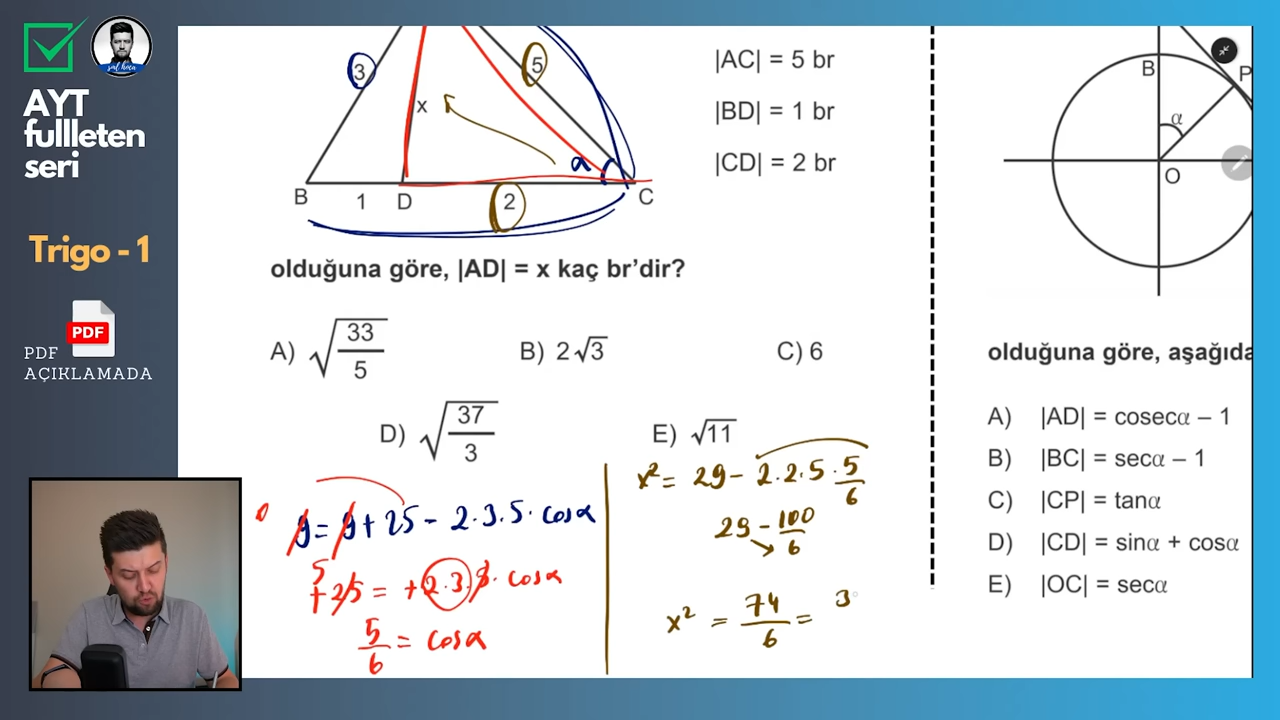 AYT
fullleten
seri
Trigo - 1
PDF
PDF
AÇIKLAMADA
3
5
x
α
B
1
D
2
C
|AC| = 5 br
|BD| = 1 br
|CD| = 2 br
olduğuna göre, |AD| = x kaç br’dir?
A) √33/5
B) 2√3
C) 6
D) √37/3
E) √11
9 = 9 + 25 - 2.3.5. cosα
5
+25 = +2.3.5. cosα
5/6 = cosα
x² = 29 - 2.2.5.5/6
29 - 100/6
x² = 74/6 = 3
B
P
α
O
olduğuna göre, aşağıda
A) |AD| = cosecα – 1
B) |BC| = secα – 1
C) |CP| = tanα
D) |CD| = sinα + cosα
E) |OC| = secα